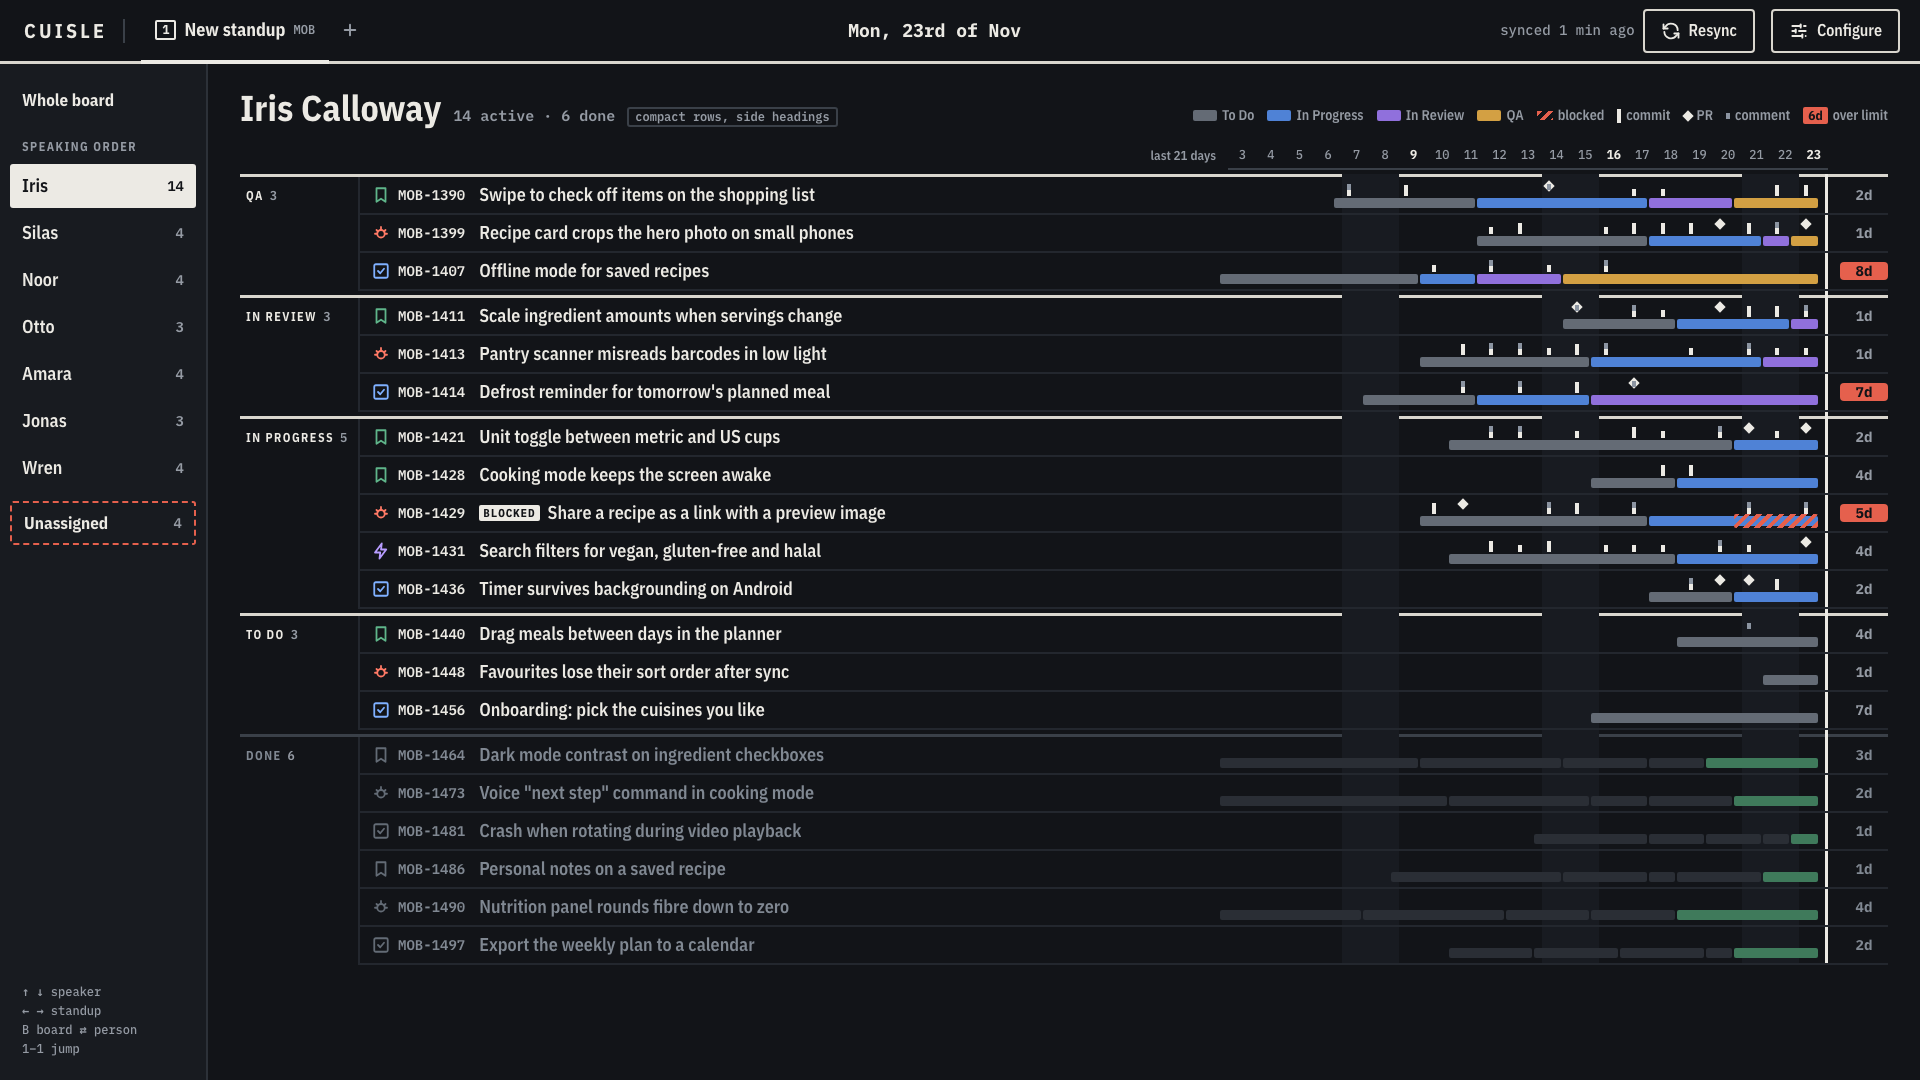 CUISLE
1 New standup MOB +
Mon, 23rd of Nov
synced 1 min ago
Resync
Configure
Whole board
SPEAKING ORDER
Iris 14
Silas 4
Noor 4
Otto 3
Amara 4
Jonas 3
Wren 4
Unassigned 4
↑ ↓ speaker
← → standup
B board ⇄ person
1–1 jump
Iris Calloway 14 active · 6 done compact rows, side headings
To Do In Progress In Review QA blocked commit PR comment 6d over limit
last 21 days 3 4 5 6 7 8 9 10 11 12 13 14 15 16 17 18 19 20 21 22 23
QA 3
MOB-1390 Swipe to check off items on the shopping list 2d
MOB-1399 Recipe card crops the hero photo on small phones 1d
MOB-1407 Offline mode for saved recipes 8d
IN REVIEW 3
MOB-1411 Scale ingredient amounts when servings change 1d
MOB-1413 Pantry scanner misreads barcodes in low light 1d
MOB-1414 Defrost reminder for tomorrow's planned meal 7d
IN PROGRESS 5
MOB-1421 Unit toggle between metric and US cups 2d
MOB-1428 Cooking mode keeps the screen awake 4d
MOB-1429 BLOCKED Share a recipe as a link with a preview image 5d
MOB-1431 Search filters for vegan, gluten-free and halal 4d
MOB-1436 Timer survives backgrounding on Android 2d
TO DO 3
MOB-1440 Drag meals between days in the planner 4d
MOB-1448 Favourites lose their sort order after sync 1d
MOB-1456 Onboarding: pick the cuisines you like 7d
DONE 6
MOB-1464 Dark mode contrast on ingredient checkboxes 3d
MOB-1473 Voice "next step" command in cooking mode 2d
MOB-1481 Crash when rotating during video playback 1d
MOB-1486 Personal notes on a saved recipe 1d
MOB-1490 Nutrition panel rounds fibre down to zero 4d
MOB-1497 Export the weekly plan to a calendar 2d